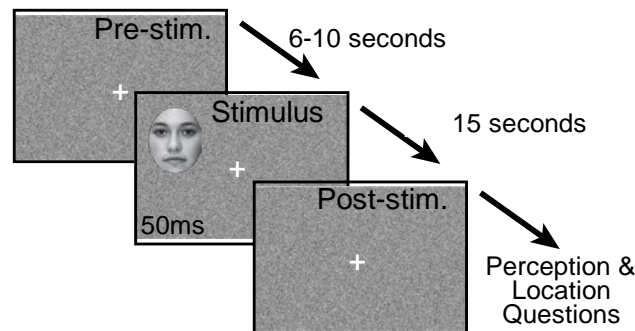 Pre-stim.
6-10 seconds
Stimulus
50ms
15 seconds
Post-stim.
Perception &
Location
Questions